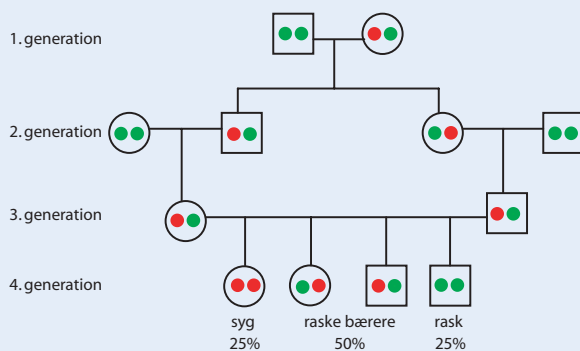 1. generation
2. generation
3. generation
4. generation
syg raske bærere rask
25% 50% 25%